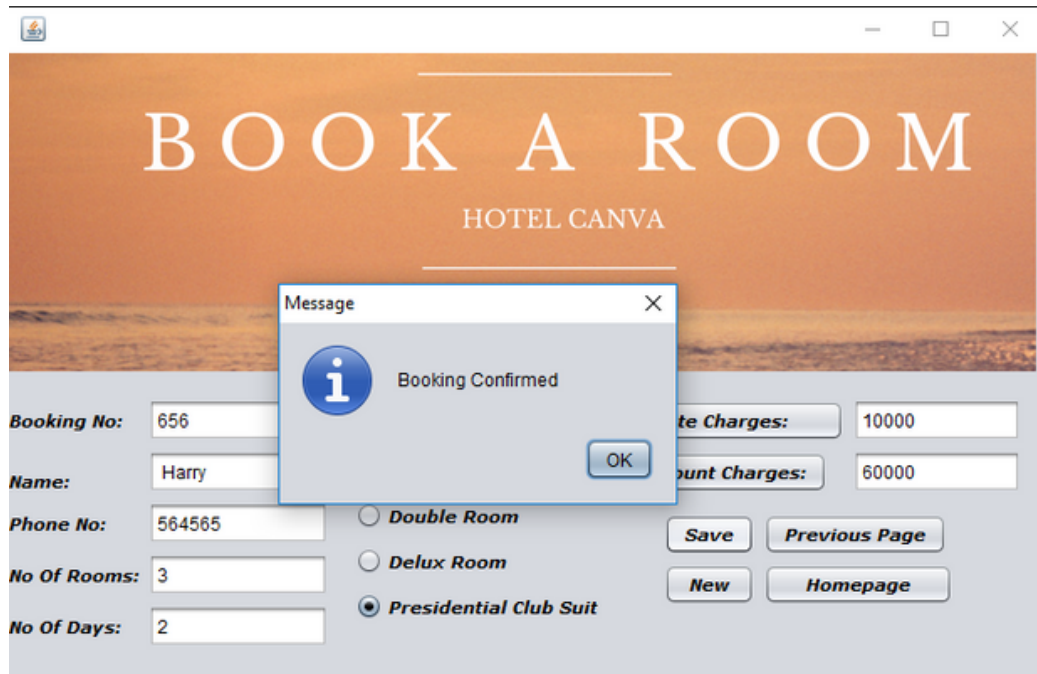 BOOK A ROOM
HOTEL CANVA
Message
Booking Confirmed
OK
Booking No: 656
Name: Harry
Phone No: 564565
No Of Rooms: 3
No Of Days: 2
Double Room
Delux Room
Presidential Club Suit
Charges: 10000
Charges: 60000
Save Previous Page
New Homepage